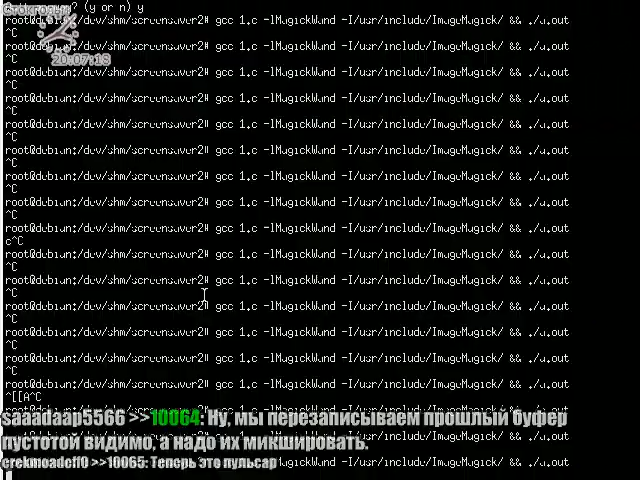 ? (y or n) y
20:07:18
root@debian:/dev/shm/screensaver2# gcc 1.c -lMagickWand -I/usr/include/ImageMagick/ && ./a.out
^C
root@debian:/dev/shm/screensaver2# gcc 1.c -lMagickWand -I/usr/include/ImageMagick/ && ./a.out
^C
root@debian:/dev/shm/screensaver2# gcc 1.c -lMagickWand -I/usr/include/ImageMagick/ && ./a.out
^C
root@debian:/dev/shm/screensaver2# gcc 1.c -lMagickWand -I/usr/include/ImageMagick/ && ./a.out
^C
root@debian:/dev/shm/screensaver2# gcc 1.c -lMagickWand -I/usr/include/ImageMagick/ && ./a.out
^C
root@debian:/dev/shm/screensaver2# gcc 1.c -lMagickWand -I/usr/include/ImageMagick/ && ./a.out
^C
root@debian:/dev/shm/screensaver2# gcc 1.c -lMagickWand -I/usr/include/ImageMagick/ && ./a.out
^C
root@debian:/dev/shm/screensaver2# gcc 1.c -lMagickWand -I/usr/include/ImageMagick/ && ./a.out
^C
root@debian:/dev/shm/screensaver2# gcc 1.c -lMagickWand -I/usr/include/ImageMagick/ && ./a.out
c^C
^C
root@debian:/dev/shm/screensaver2# gcc 1.c -lMagickWand -I/usr/include/ImageMagick/ && ./a.out
^C
root@debian:/dev/shm/screensaver2# gcc 1.c -lMagickWand -I/usr/include/ImageMagick/ && ./a.out
^C
root@debian:/dev/shm/screensaver2# gcc 1.c -lMagickWand -I/usr/include/ImageMagick/ && ./a.out
^C
root@debian:/dev/shm/screensaver2# gcc 1.c -lMagickWand -I/usr/include/ImageMagick/ && ./a.out
^C
root@debian:/dev/shm/screensaver2# gcc 1.c -lMagickWand -I/usr/include/ImageMagick/ && ./a.out
^[[A^C
saaadaap5566 >>10064: Ну, мы перезаписываем прошлый буфер
пустотой видимо, а надо их микшировать.
crekmoadcff0 >>10065: Теперь это пульсар